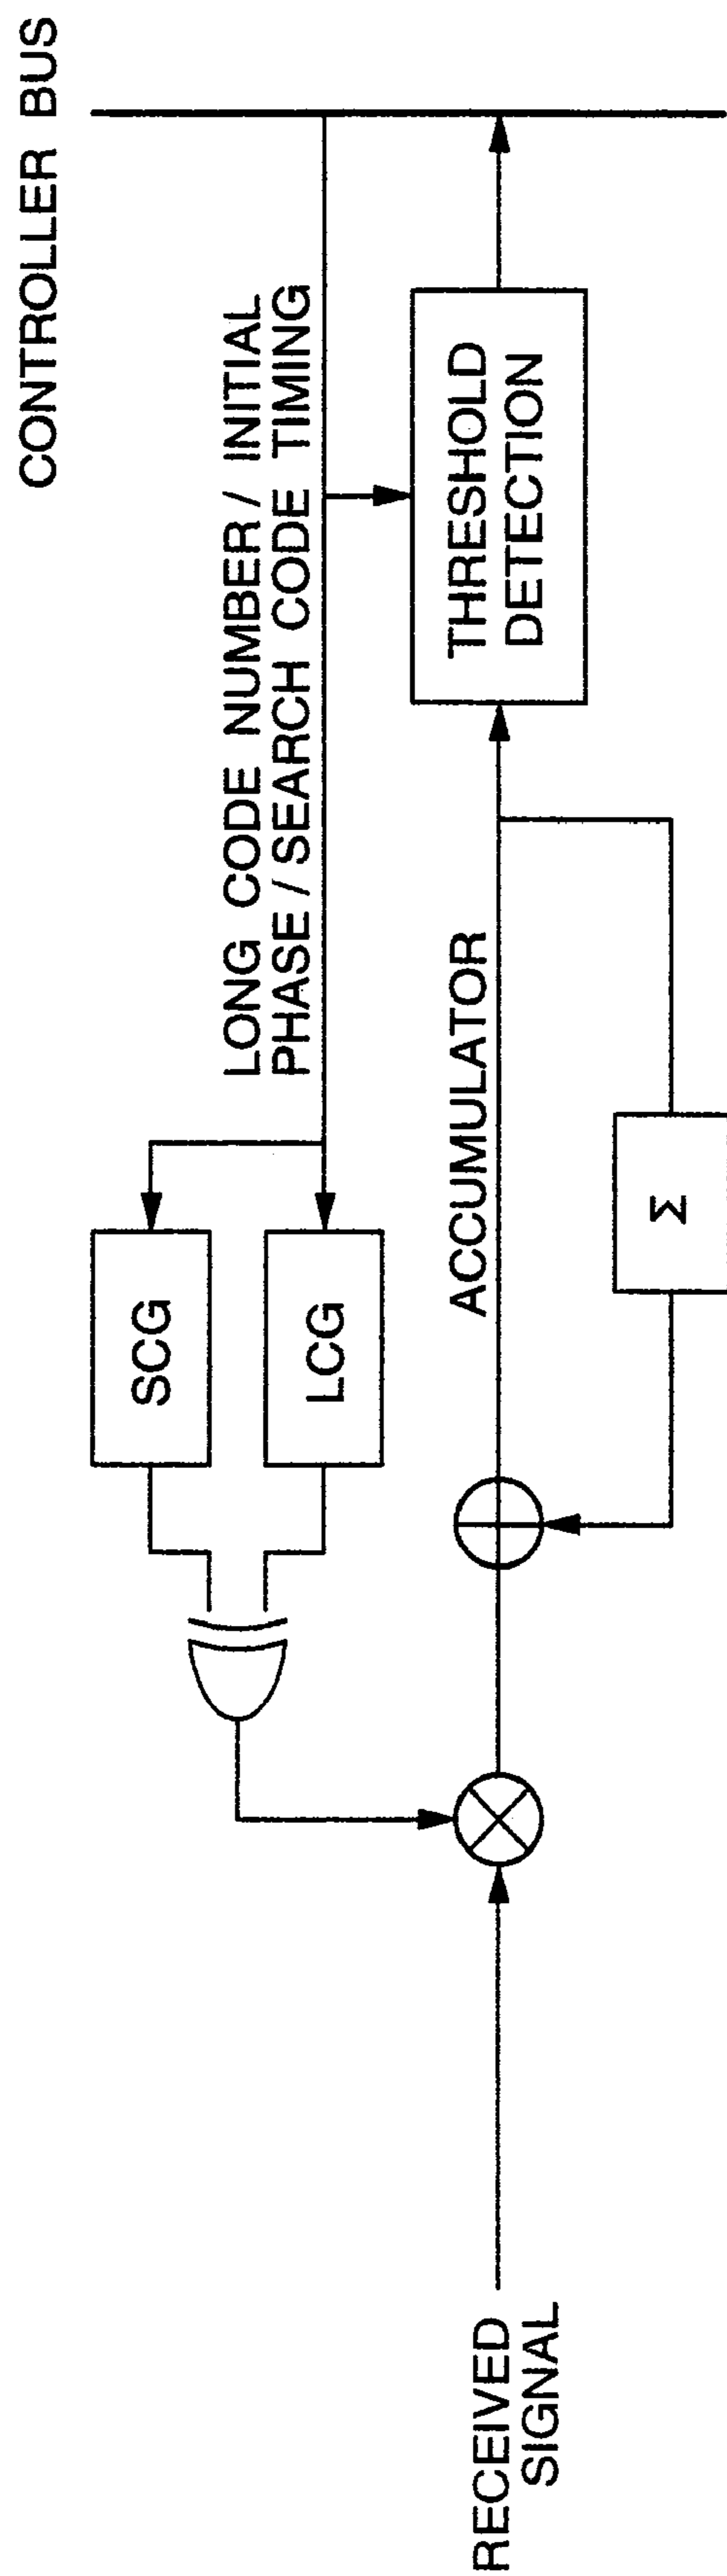 CONTROLLER BUS
LONG CODE NUMBER / INITIAL
PHASE / SEARCH CODE TIMING
SCG
LCG
THRESHOLD
DETECTION
ACCUMULATOR
Σ
RECEIVED
SIGNAL